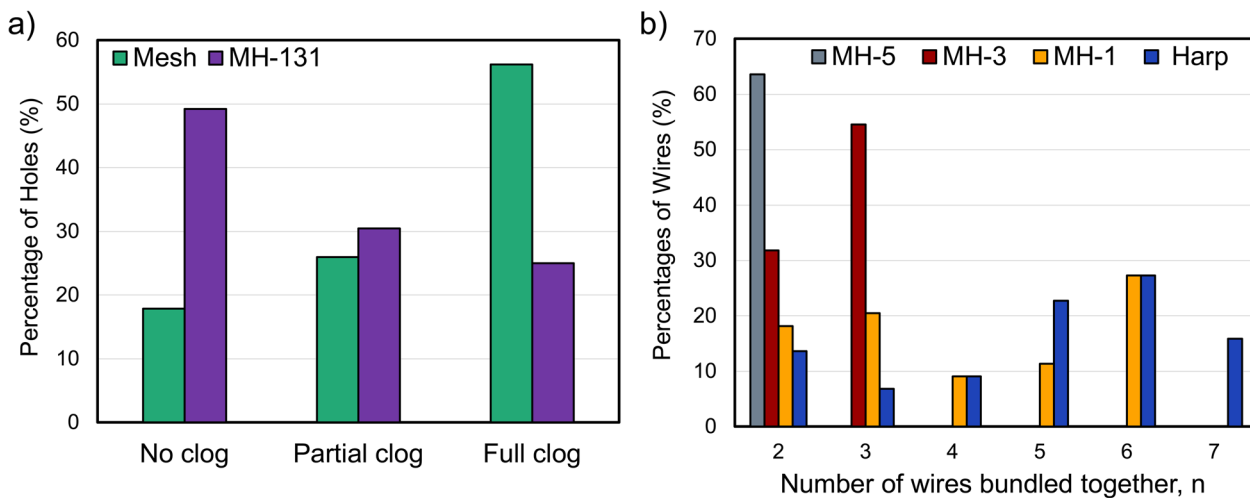 a)
Mesh MH-131
Percentage of Holes (%)
60
50
40
30
20
10
0
No clog Partial clog Full clog
b)
MH-5 MH-3 MH-1 Harp
Percentages of Wires (%)
70
60
50
40
30
20
10
0
2 3 4 5 6 7
Number of wires bundled together, n